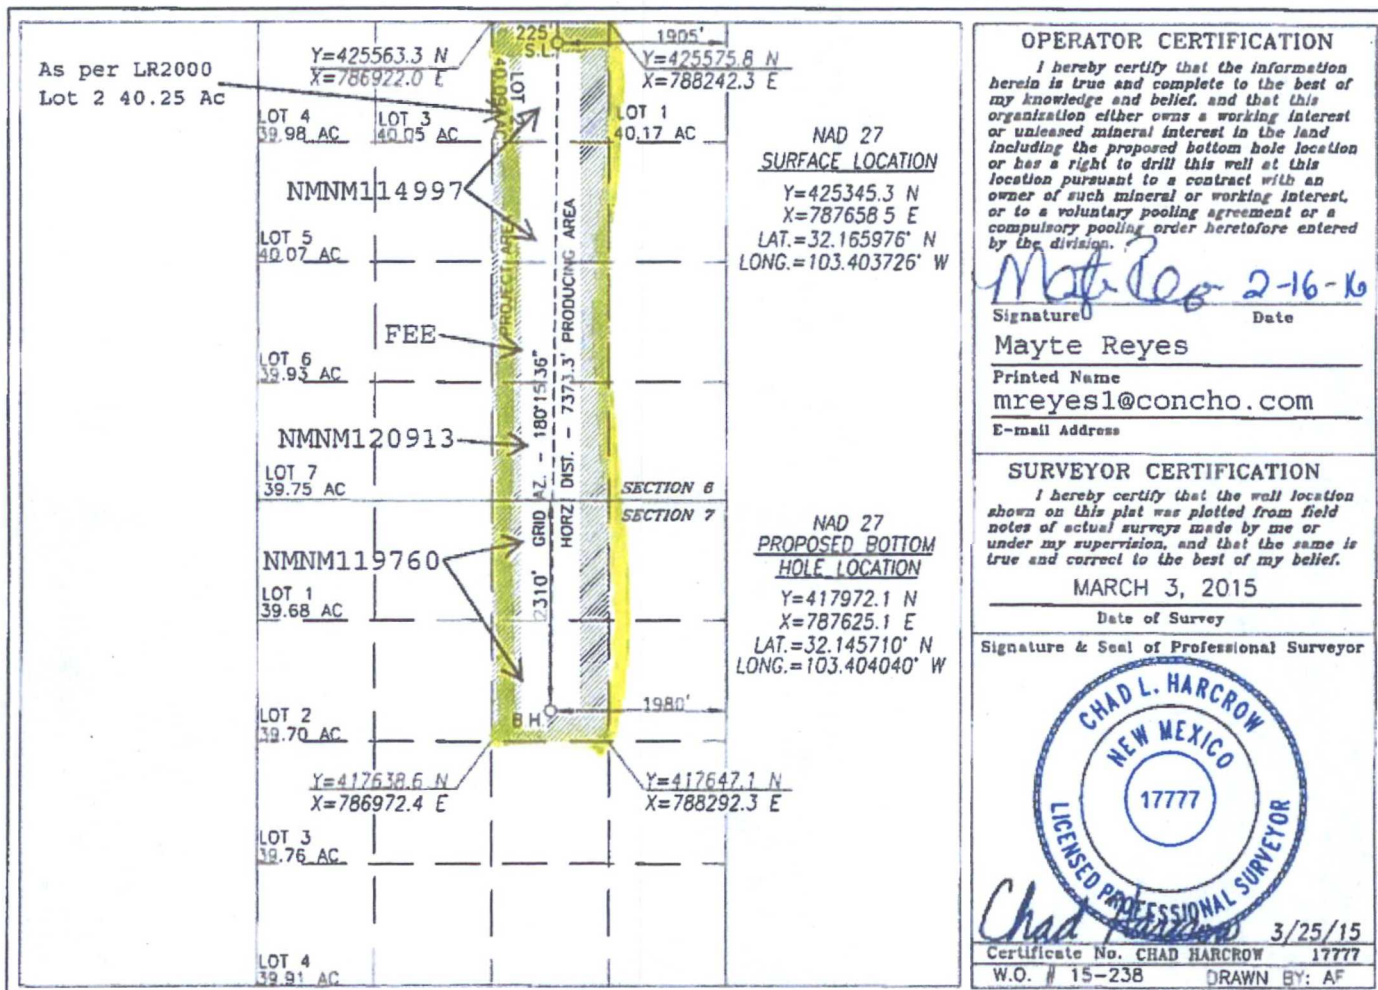 As per LR2000
Lot 2 40.25 Ac
Y=425563.3 N
X=786922.0 E
225'
S.L.
1905'
Y=425575.8 N
X=788242.3 E
LOT 4
39.98 AC
LOT 3
40.05 AC
LOT 2
LOT 1
40.17 AC
NMNM114997
LOT 5
40.07 AC
FEE
LOT 6
39.93 AC
NMNM120913
LOT 7
39.75 AC
PROJECT AREA
PRODUCING AREA
GRID AZ. - 180°15'36"
HORZ. DIST. - 7373.3'
SECTION 6
SECTION 7
NMNM119760
2310'
LOT 1
39.68 AC
LOT 2
39.70 AC
B.H.
1980'
Y=417638.6 N
X=786972.4 E
Y=417647.1 N
X=788292.3 E
LOT 3
39.76 AC
LOT 4
39.91 AC
NAD 27
SURFACE LOCATION
Y=425345.3 N
X=787658.5 E
LAT.=32.165976° N
LONG.=103.403726° W
NAD 27
PROPOSED BOTTOM
HOLE LOCATION
Y=417972.1 N
X=787625.1 E
LAT.=32.145710° N
LONG.=103.404040° W
OPERATOR CERTIFICATION
I hereby certify that the information
herein is true and complete to the best of
my knowledge and belief, and that this
organization either owns a working interest
or unleased mineral interest in the land
including the proposed bottom hole location
or has a right to drill this well at this
location pursuant to a contract with an
owner of such mineral or working interest,
or to a voluntary pooling agreement or a
compulsory pooling order heretofore entered
by the division.
2-16-16
Signature Date
Mayte Reyes
Printed Name
mreyes1@concho.com
E-mail Address
SURVEYOR CERTIFICATION
I hereby certify that the well location
shown on this plat was plotted from field
notes of actual surveys made by me or
under my supervision, and that the same is
true and correct to the best of my belief.
MARCH 3, 2015
Date of Survey
Signature & Seal of Professional Surveyor
CHAD L. HARCROW
NEW MEXICO
17777
LICENSED PROFESSIONAL SURVEYOR
Chad Harcrow 3/25/15
Certificate No. CHAD HARCROW 17777
W.O. # 15-238 DRAWN BY: AF